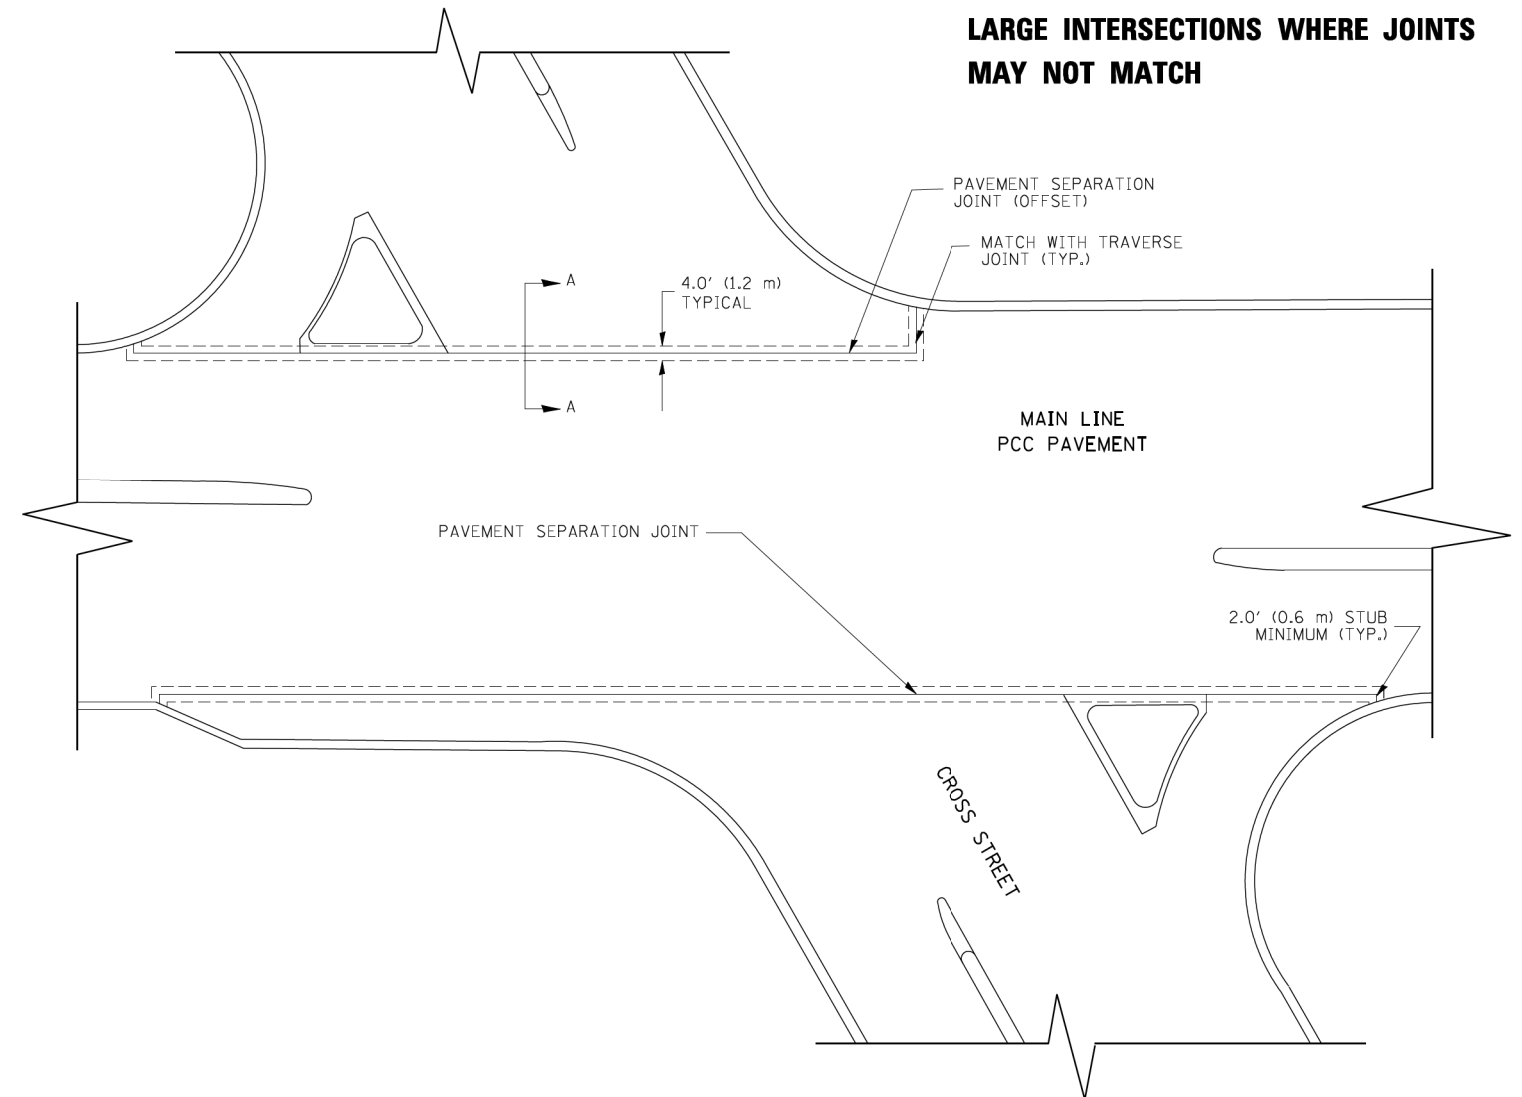 LARGE INTERSECTIONS WHERE JOINTS
MAY NOT MATCH
PAVEMENT SEPARATION
JOINT (OFFSET)
MATCH WITH TRAVERSE
JOINT (TYP.)
A
4.0' (1.2 m)
TYPICAL
A
MAIN LINE
PCC PAVEMENT
PAVEMENT SEPARATION JOINT
2.0' (0.6 m) STUB
MINIMUM (TYP.)
CROSS STREET